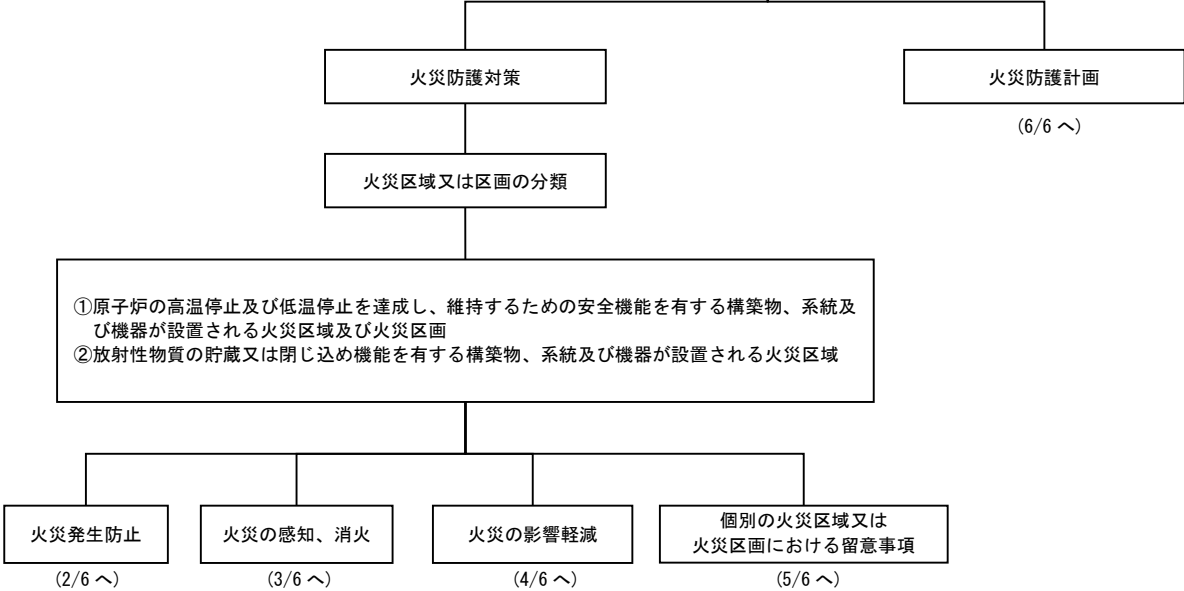 火災防護対策
火災防護計画
(6/6 へ)
火災区域又は区画の分類
①原子炉の高温停止及び低温停止を達成し、維持するための安全機能を有する構築物、系統及
び機器が設置される火災区域及び火災区画
②放射性物質の貯蔵又は閉じ込め機能を有する構築物、系統及び機器が設置される火災区域
火災発生防止
(2/6 へ)
火災の感知、消火
(3/6 へ)
火災の影響軽減
(4/6 へ)
個別の火災区域又は
火災区画における留意事項
(5/6 へ)